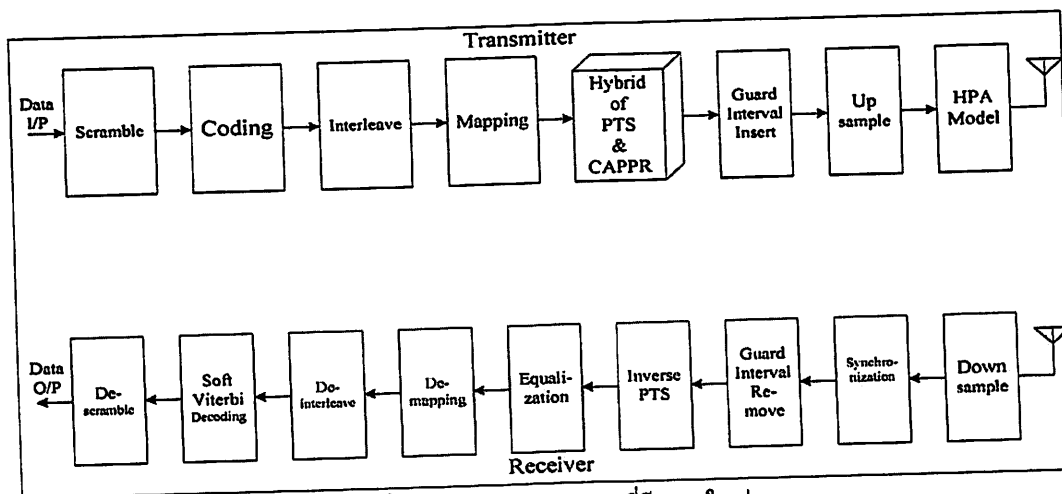 Transmitter
Data
I/P
Scramble
Coding
Interleave
Mapping
Hybrid
of
PTS
&
CAPPR
Guard
Interval
Insert
Up
sample
HPA
Model
Data
O/P
De-
scramble
Soft
Viterbi
Decoding
De-
interleave
De-
mapping
Equali-
zation
Inverse
PTS
Guard
Interval
Re-
move
Synchro-
nization
Down
sample
Receiver